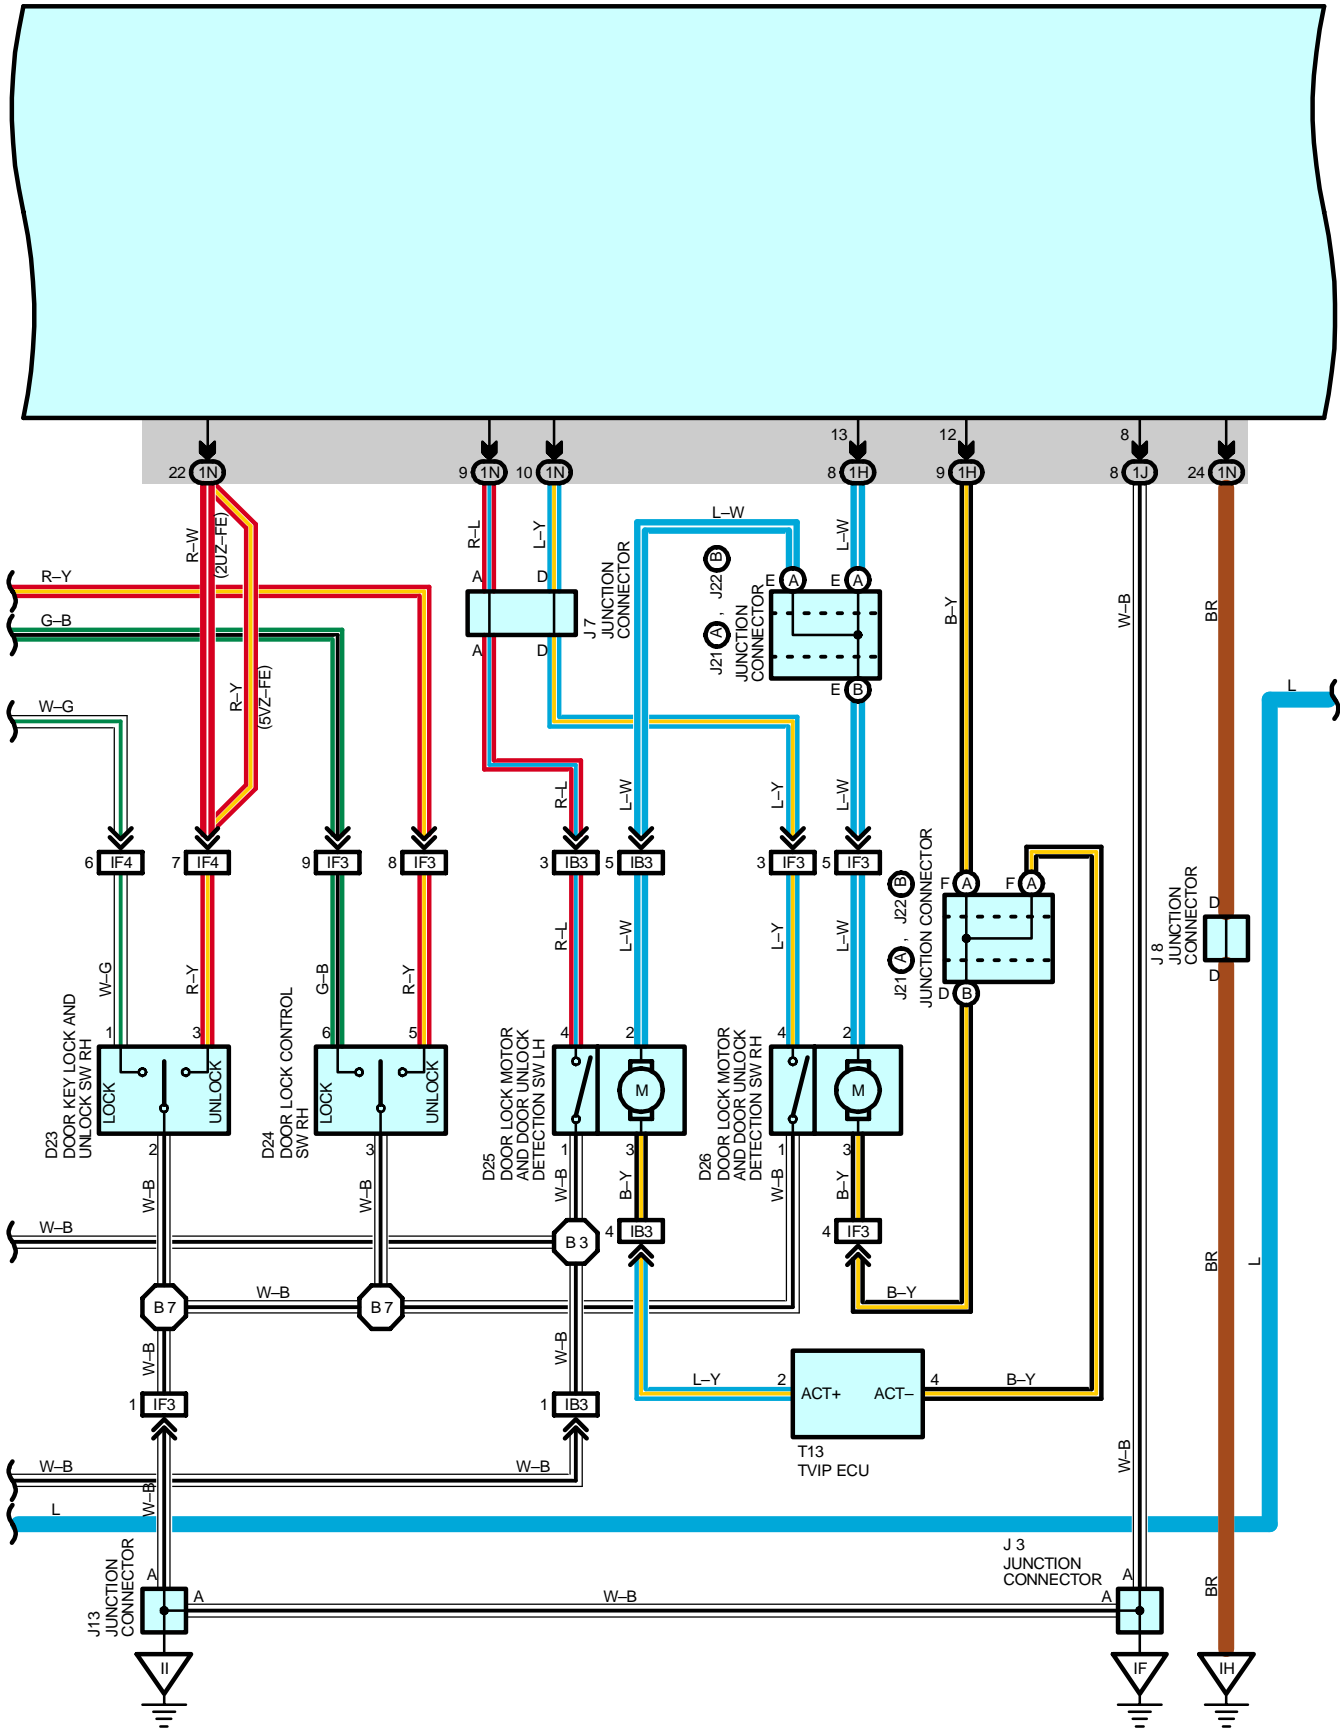 13 12 8
22 1N 9 1N 10 1N 8 1H 9 1H 8 1J 24 1N
R–W
(2UZ–FE)
R–L
L–Y
L–W
L–W
B–Y
W–B
BR
R–Y
G–B
A D
J 7
JUNCTION
CONNECTOR
A D
E A E A
J21 A , J22 B
JUNCTION
CONNECTOR
E B
R–Y
(5VZ–FE)
W–G
L
R–L
L–W
L–Y
L–W
6 IF4 7 IF4 9 IF3 8 IF3 3 IB3 5 IB3 3 IF3 5 IF3
F A F A
J21 A , J22 B
JUNCTION CONNECTOR
D B
D
J 8
JUNCTION
CONNECTOR
D
W–G
R–Y
G–B
R–Y
R–L
L–W
L–Y
L–W
1 3 6 5 4 2 4 2
D23
DOOR KEY LOCK AND
UNLOCK SW RH
LOCK
UNLOCK
D24
DOOR LOCK CONTROL
SW RH
LOCK
UNLOCK
D25
DOOR LOCK MOTOR
AND DOOR UNLOCK
DETECTION SW LH
M
D26
DOOR LOCK MOTOR
AND DOOR UNLOCK
DETECTION SW RH
M
2 3 1 3 1 3
W–B
W–B
W–B
B–Y
W–B
B–Y
W–B
B 3
4 IB3
4 IF3
BR
L
B 7
W–B
B 7
B–Y
W–B
W–B
1 IF3
1 IB3
L–Y
2 ACT+ ACT– 4
B–Y
T13
TVIP ECU
W–B
W–B
W–B
W–B
L
J13
JUNCTION
CONNECTOR
A
A
W–B
J 3
JUNCTION
CONNECTOR
A
A
BR
II
IF
IH